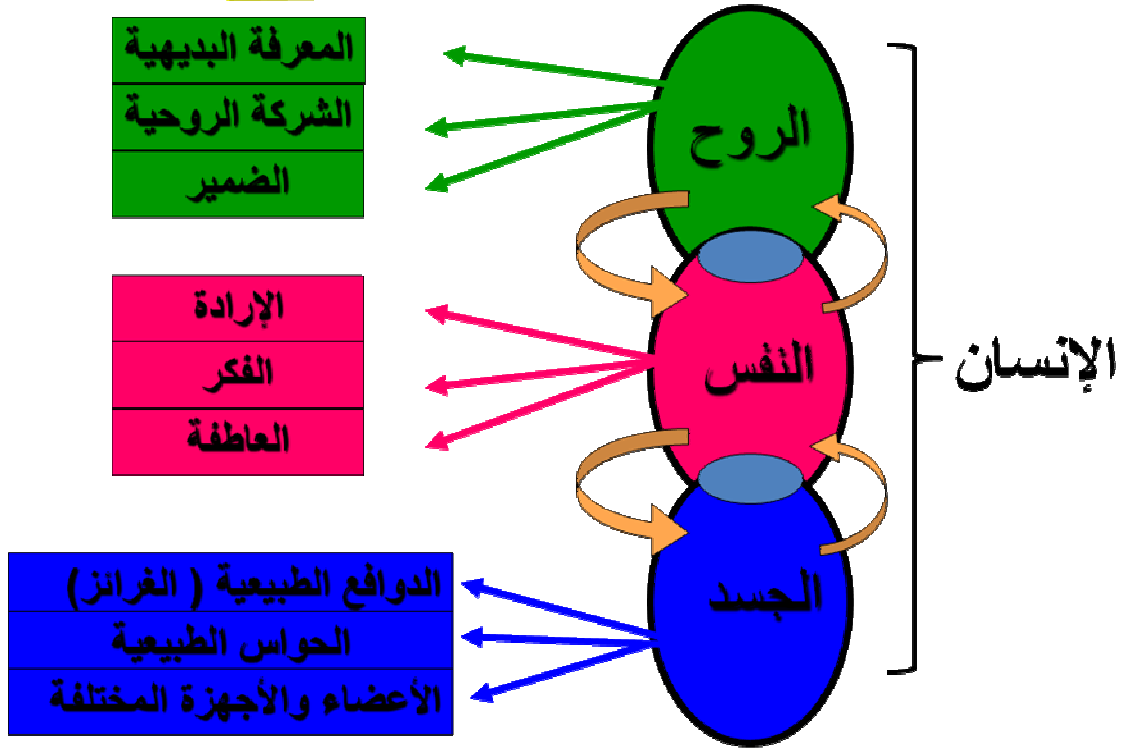 الإنسان
الروح
المعرفة البديهية
الشركة الروحية
الضمير
النفس
الإرادة
الفكر
العاطفة
الجسد
الدوافع الطبيعية ( الغرائز)
الحواس الطبيعية
الأعضاء والأجهزة المختلفة